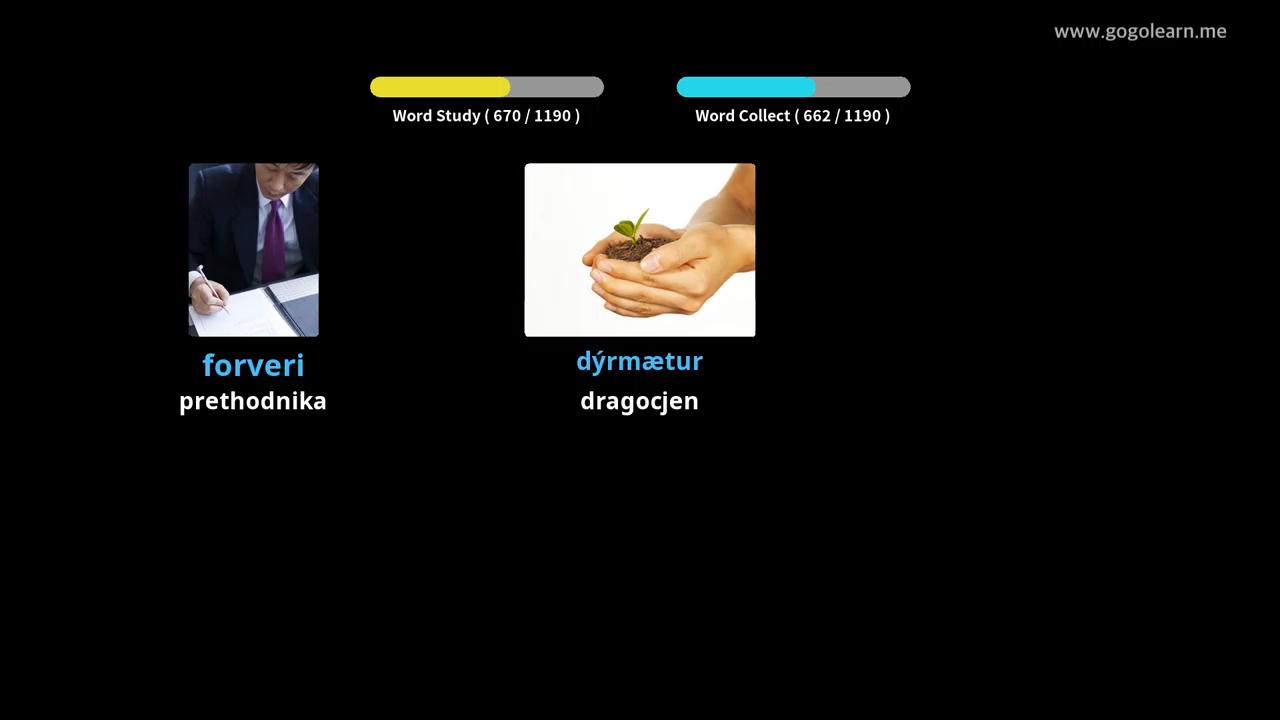 www.gogolearn.me
Word Study ( 670 / 1190 )
Word Collect ( 662 / 1190 )
forveri
prethodnika
dýrmætur
dragocjen